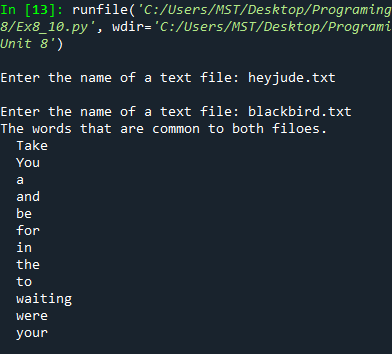 In [13]: runfile('C:/Users/MST/Desktop/Programing
8/Ex8_10.py', wdir='C:/Users/MST/Desktop/Programi
Unit 8')
Enter the name of a text file: heyjude.txt
Enter the name of a text file: blackbird.txt
The words that are common to both filoes.
Take
You
a
and
be
for
in
the
to
waiting
were
your